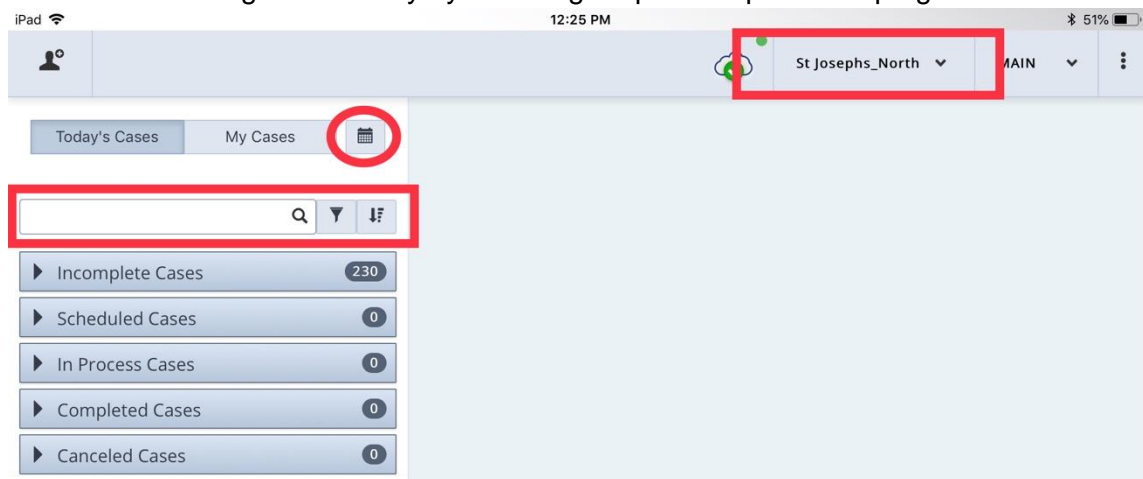 iPad 12:25 PM 51%
St Josephs_North MAIN
Today's Cases My Cases
Incomplete Cases 230
Scheduled Cases 0
In Process Cases 0
Completed Cases 0
Canceled Cases 0